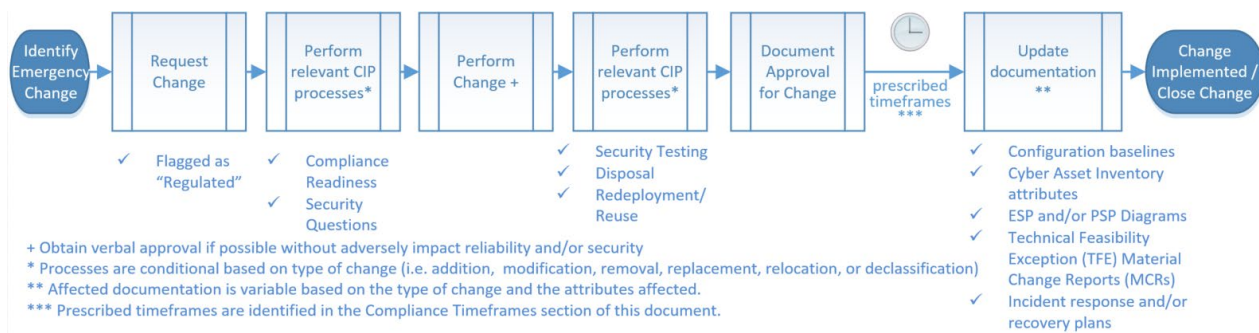 Identify
Emergency
Change
Request
Change
Perform
relevant CIP
processes*
Perform
Change +
Perform
relevant CIP
processes*
Document
Approval
for Change
prescribed
timeframes
***
Update
documentation
**
Change
Implemented /
Close Change
✓ Flagged as
"Regulated"
✓ Compliance
Readiness
✓ Security
Questions
✓ Security Testing
✓ Disposal
✓ Redeployment/
Reuse
✓ Configuration baselines
✓ Cyber Asset Inventory
attributes
✓ ESP and/or PSP Diagrams
✓ Technical Feasibility
Exception (TFE) Material
Change Reports (MCRs)
✓ Incident response and/or
recovery plans
+ Obtain verbal approval if possible without adversely impact reliability and/or security
* Processes are conditional based on type of change (i.e. addition, modification, removal, replacement, relocation, or declassification)
** Affected documentation is variable based on the type of change and the attributes affected.
*** Prescribed timeframes are identified in the Compliance Timeframes section of this document.